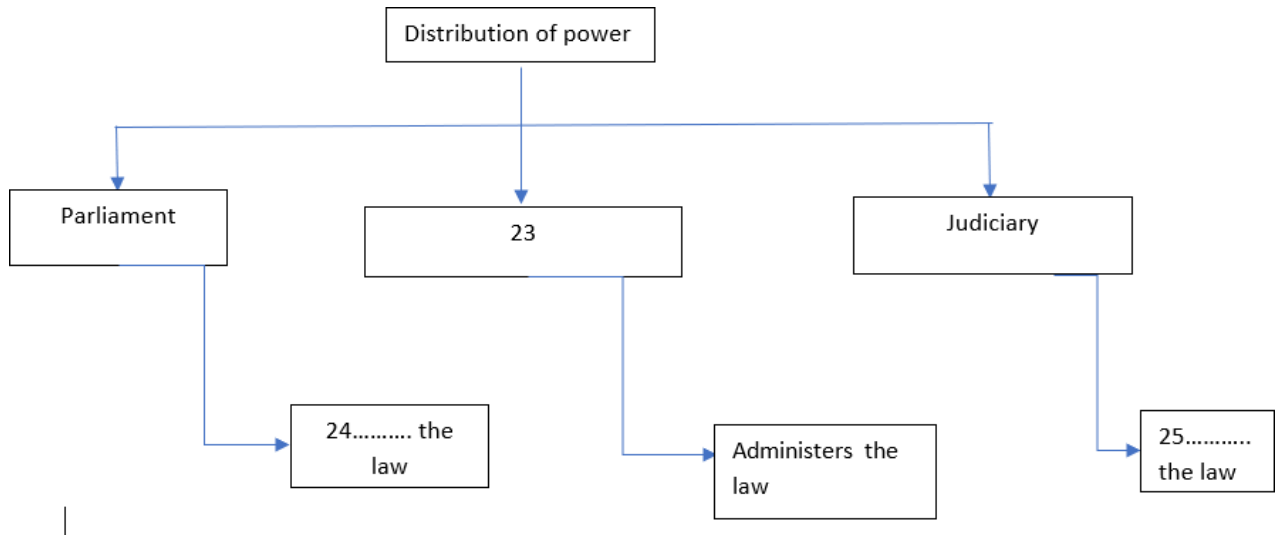 Distribution of power
Parliament
23
Judiciary
24………. the
law
Administers the
law
25………..
the law